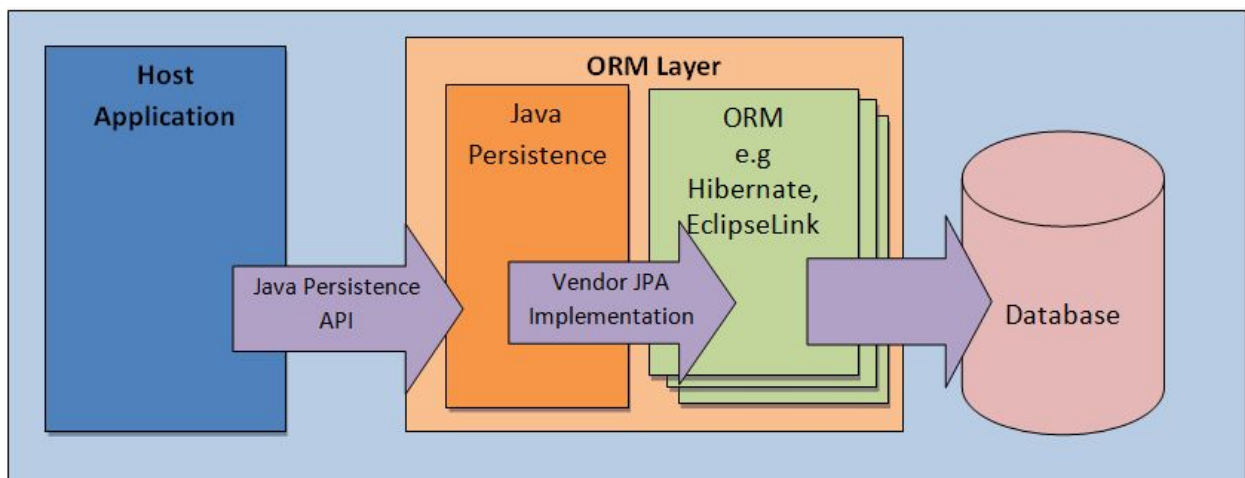 Host
Application
ORM Layer
Java
Persistence
ORM
e.g
Hibernate,
EclipseLink
Java Persistence
API
Vendor JPA
Implementation
Database